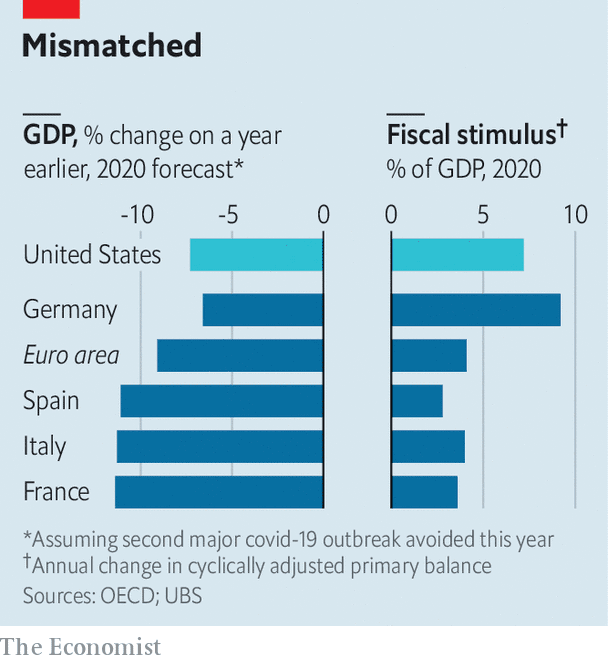 Mismatched
GDP, % change on a year
earlier, 2020 forecast*
-10 -5 0
Fiscal stimulus†
% of GDP, 2020
0 5 10
United States
Germany
Euro area
Spain
Italy
France
*Assuming second major covid-19 outbreak avoided this year
†Annual change in cyclically adjusted primary balance
Sources: OECD; UBS
The Economist